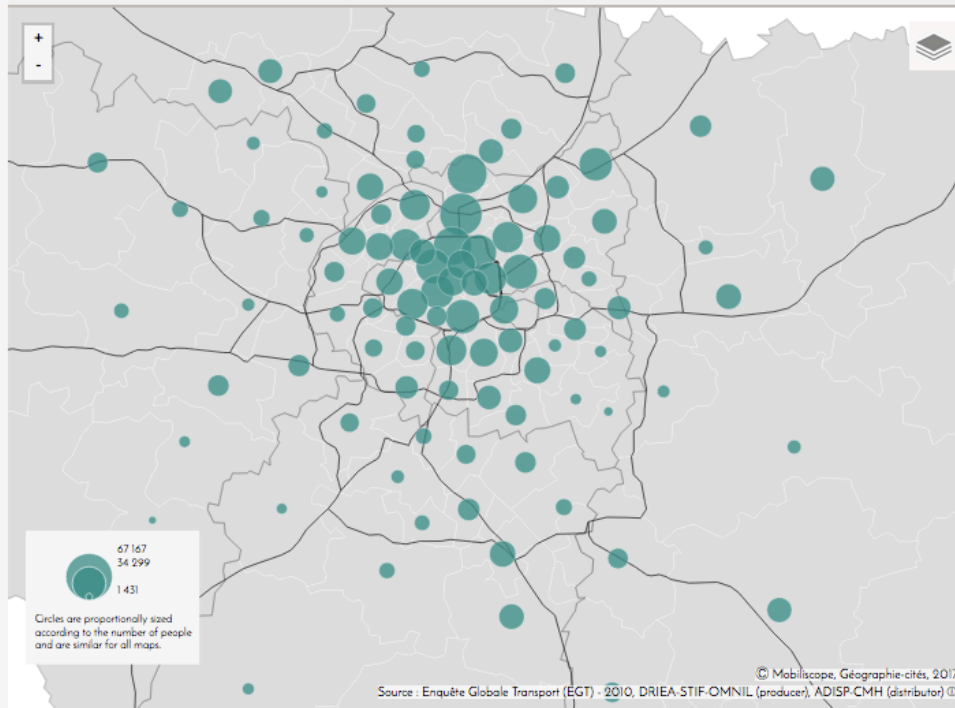 +
-
67 167
34 299
1 431
Circles are proportionally sized
according to the number of people
and are similar for all maps.
© Mobiliscope, Géographie-cités, 2017
Source : Enquête Globale Transport (EGT) - 2010, DRIEA-STIF-OMNIL (producer), ADISP-CMH (distributor)